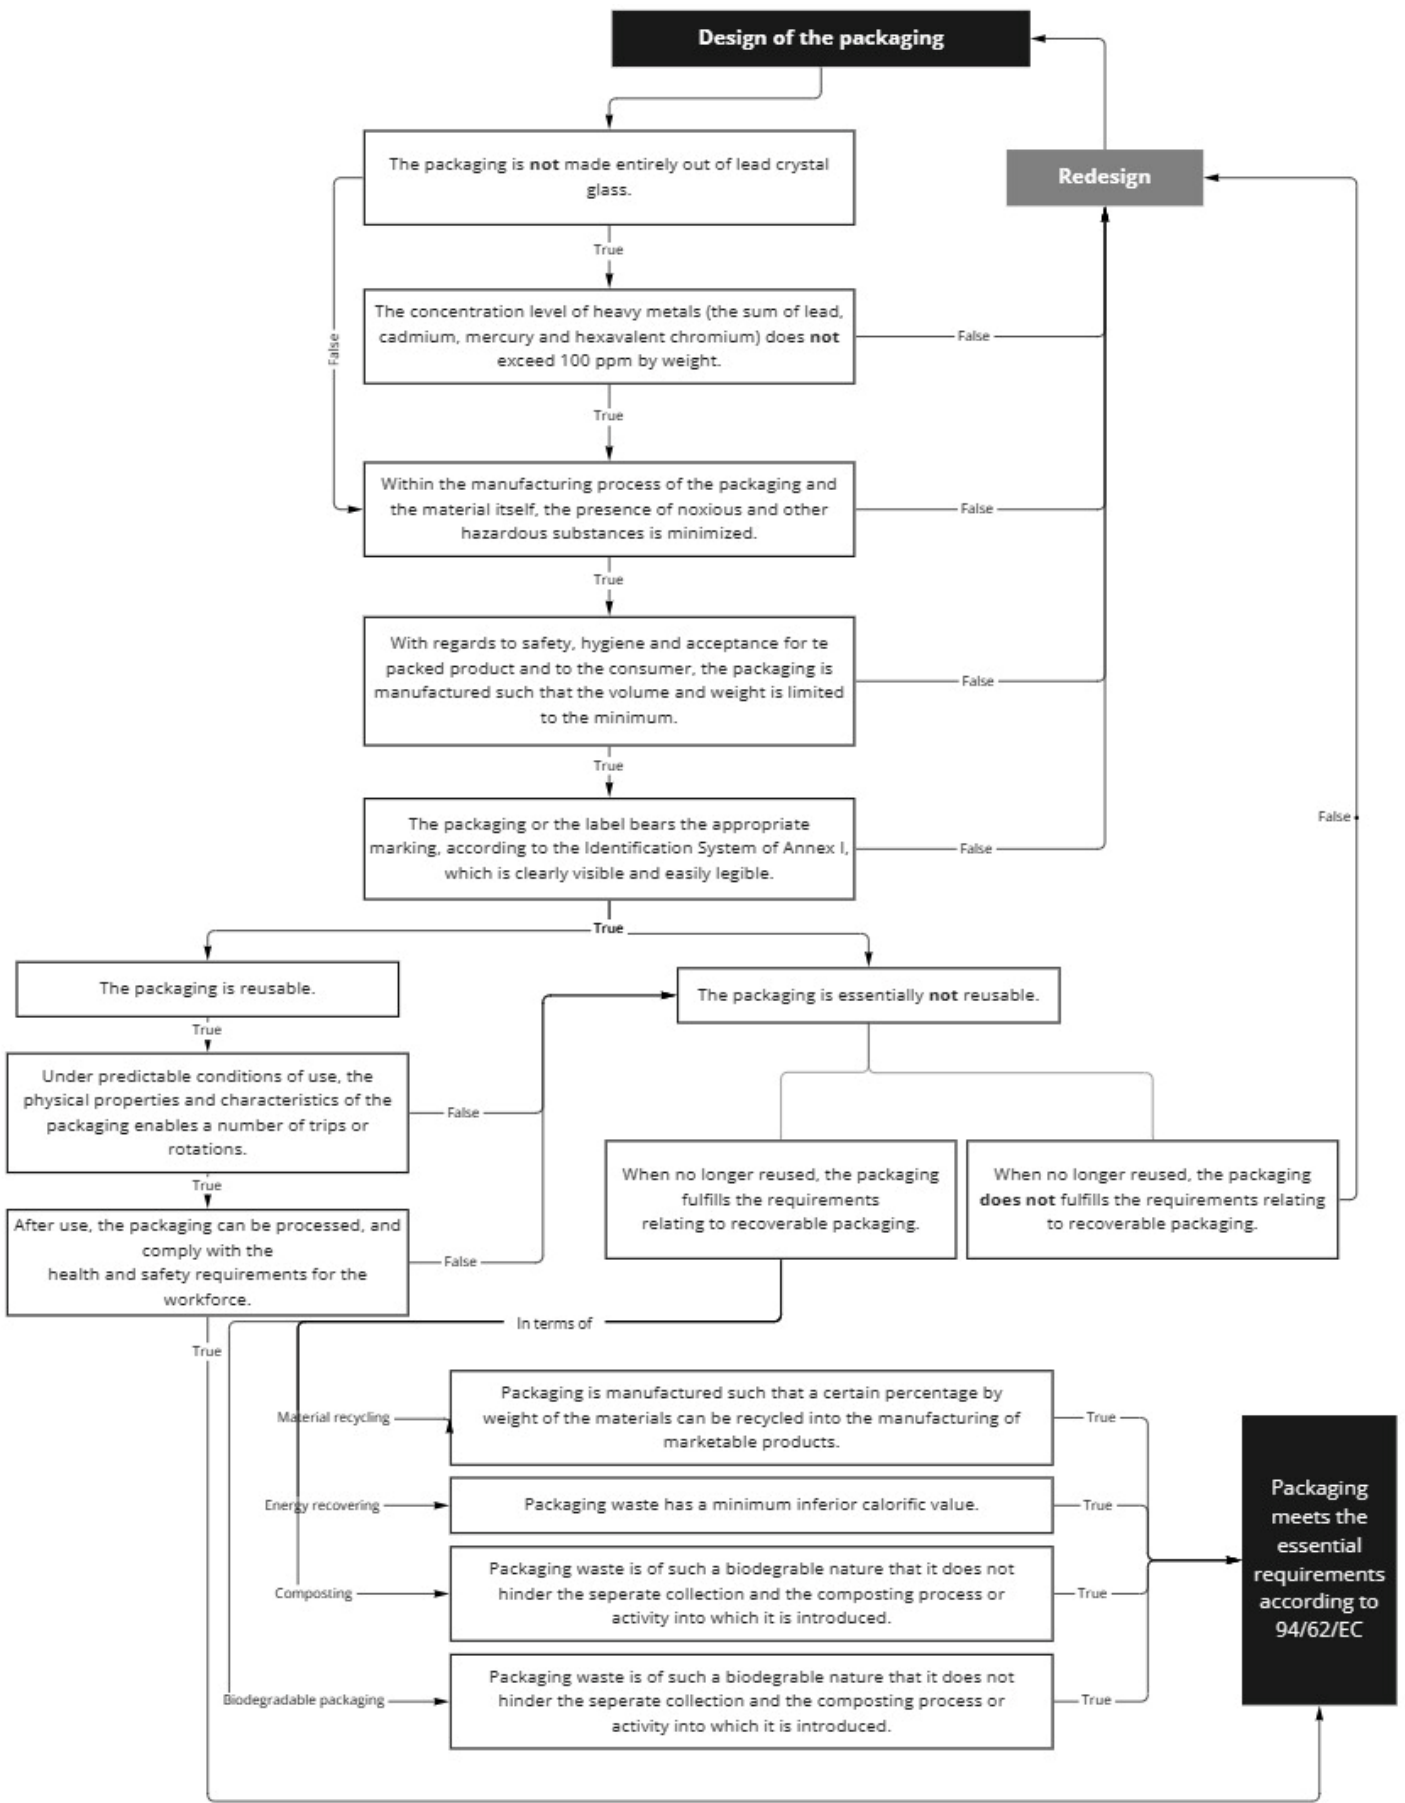 Design of the packaging
The packaging is not made entirely out of lead crystal
glass.
Redesign
True
The concentration level of heavy metals (the sum of lead,
cadmium, mercury and hexavalent chromium) does not
exceed 100 ppm by weight.
False
False
True
Within the manufacturing process of the packaging and
the material itself, the presence of noxious and other
hazardous substances is minimized.
False
True
With regards to safety, hygiene and acceptance for te
packed product and to the consumer, the packaging is
manufactured such that the volume and weight is limited
to the minimum.
False
True
The packaging or the label bears the appropriate
marking, according to the Identification System of Annex I,
which is clearly visible and easily legible.
False
False
True
The packaging is reusable.
The packaging is essentially not reusable.
True
Under predictable conditions of use, the
physical properties and characteristics of the
packaging enables a number of trips or
rotations.
False
True
After use, the packaging can be processed, and
comply with the
health and safety requirements for the
workforce.
False
When no longer reused, the packaging
fulfills the requirements
relating to recoverable packaging.
When no longer reused, the packaging
does not fulfills the requirements relating
to recoverable packaging.
In terms of
True
Material recycling
Packaging is manufactured such that a certain percentage by
weight of the materials can be recycled into the manufacturing of
marketable products.
True
Energy recovering
Packaging waste has a minimum inferior calorific value.
True
Composting
Packaging waste is of such a biodegrable nature that it does not
hinder the seperate collection and the composting process or
activity into which it is introduced.
True
Biodegradable packaging
Packaging waste is of such a biodegrable nature that it does not
hinder the seperate collection and the composting process or
activity into which it is introduced.
True
Packaging
meets the
essential
requirements
according to
94/62/EC